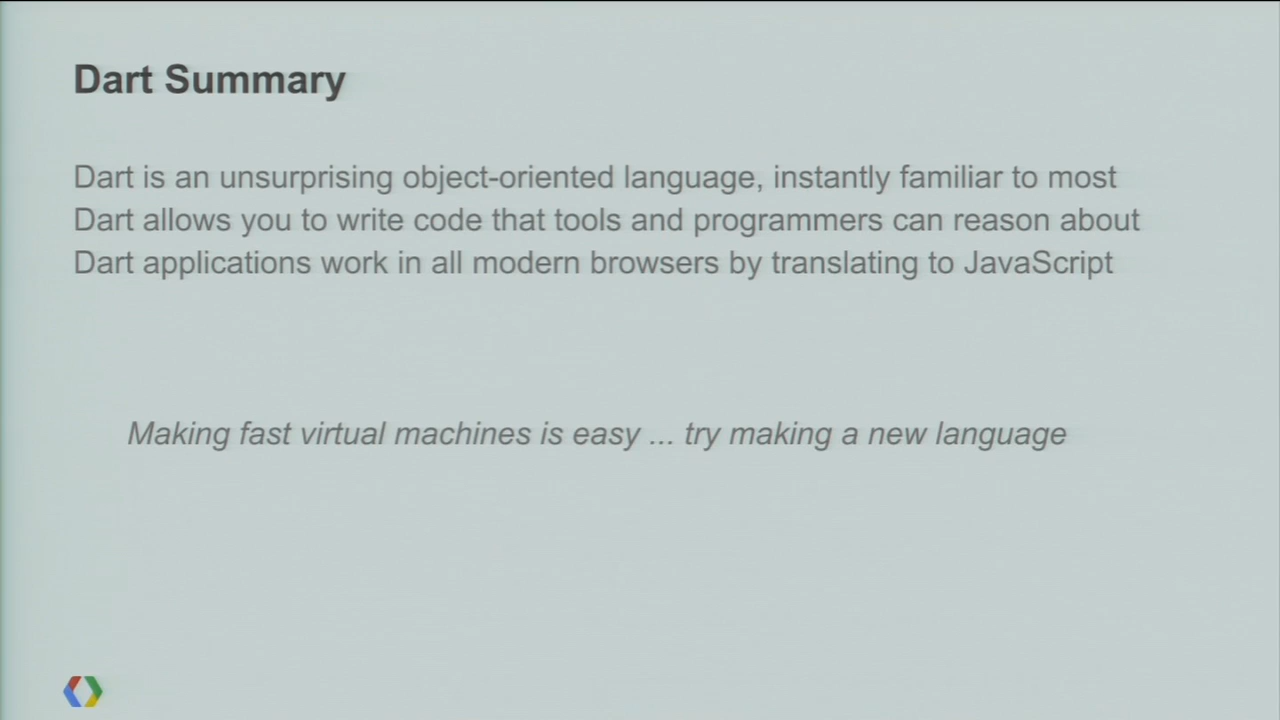 Dart Summary
Dart is an unsurprising object-oriented language, instantly familiar to most
Dart allows you to write code that tools and programmers can reason about
Dart applications work in all modern browsers by translating to JavaScript
Making fast virtual machines is easy ... try making a new language